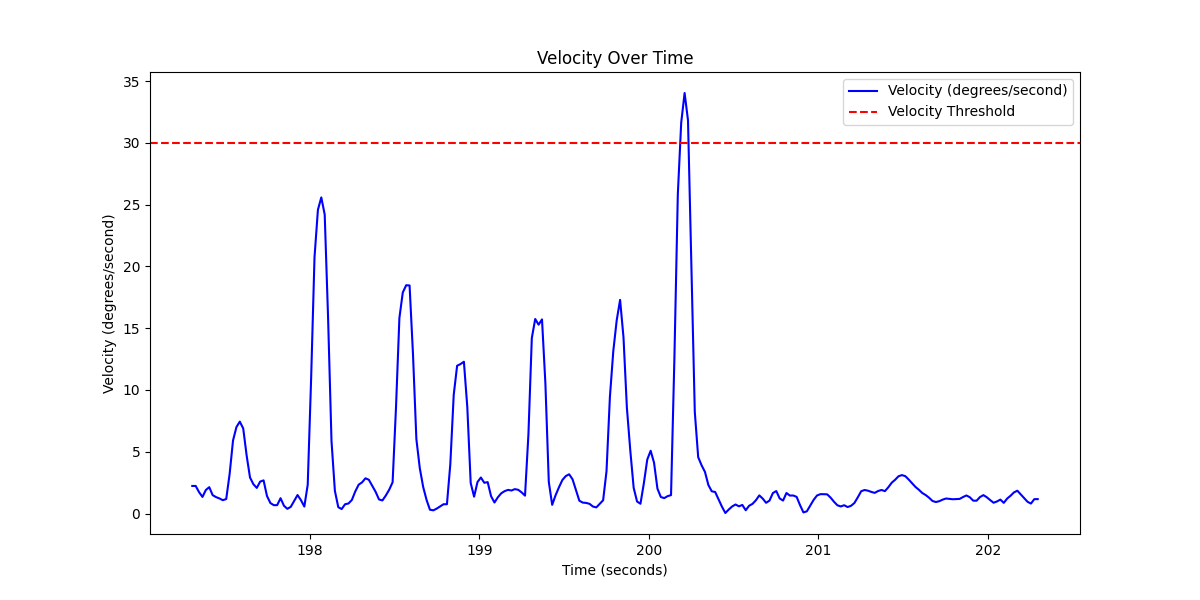 Velocity Over Time
Velocity (degrees/second)
Velocity Threshold
35
30
25
20
15
10
5
0
Velocity (degrees/second)
198
199
200
201
202
Time (seconds)